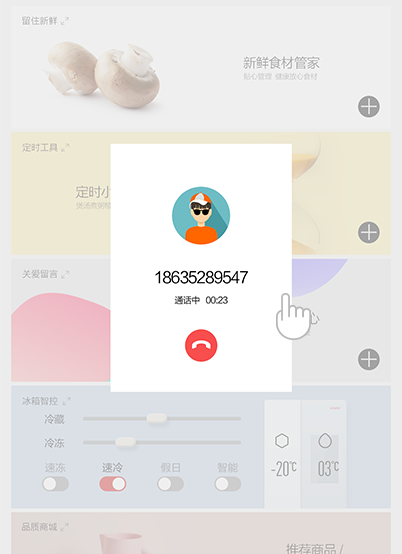 留住新鲜
新鲜食材管家
贴心管理 健康放心食材
定时工具
定时小
关爱留言
18635289547
通话中 00:23
冰箱智控
冷藏
冷冻
速冻 速冷 假日 智能
-20℃ 03℃
品质商城
推荐商品 /